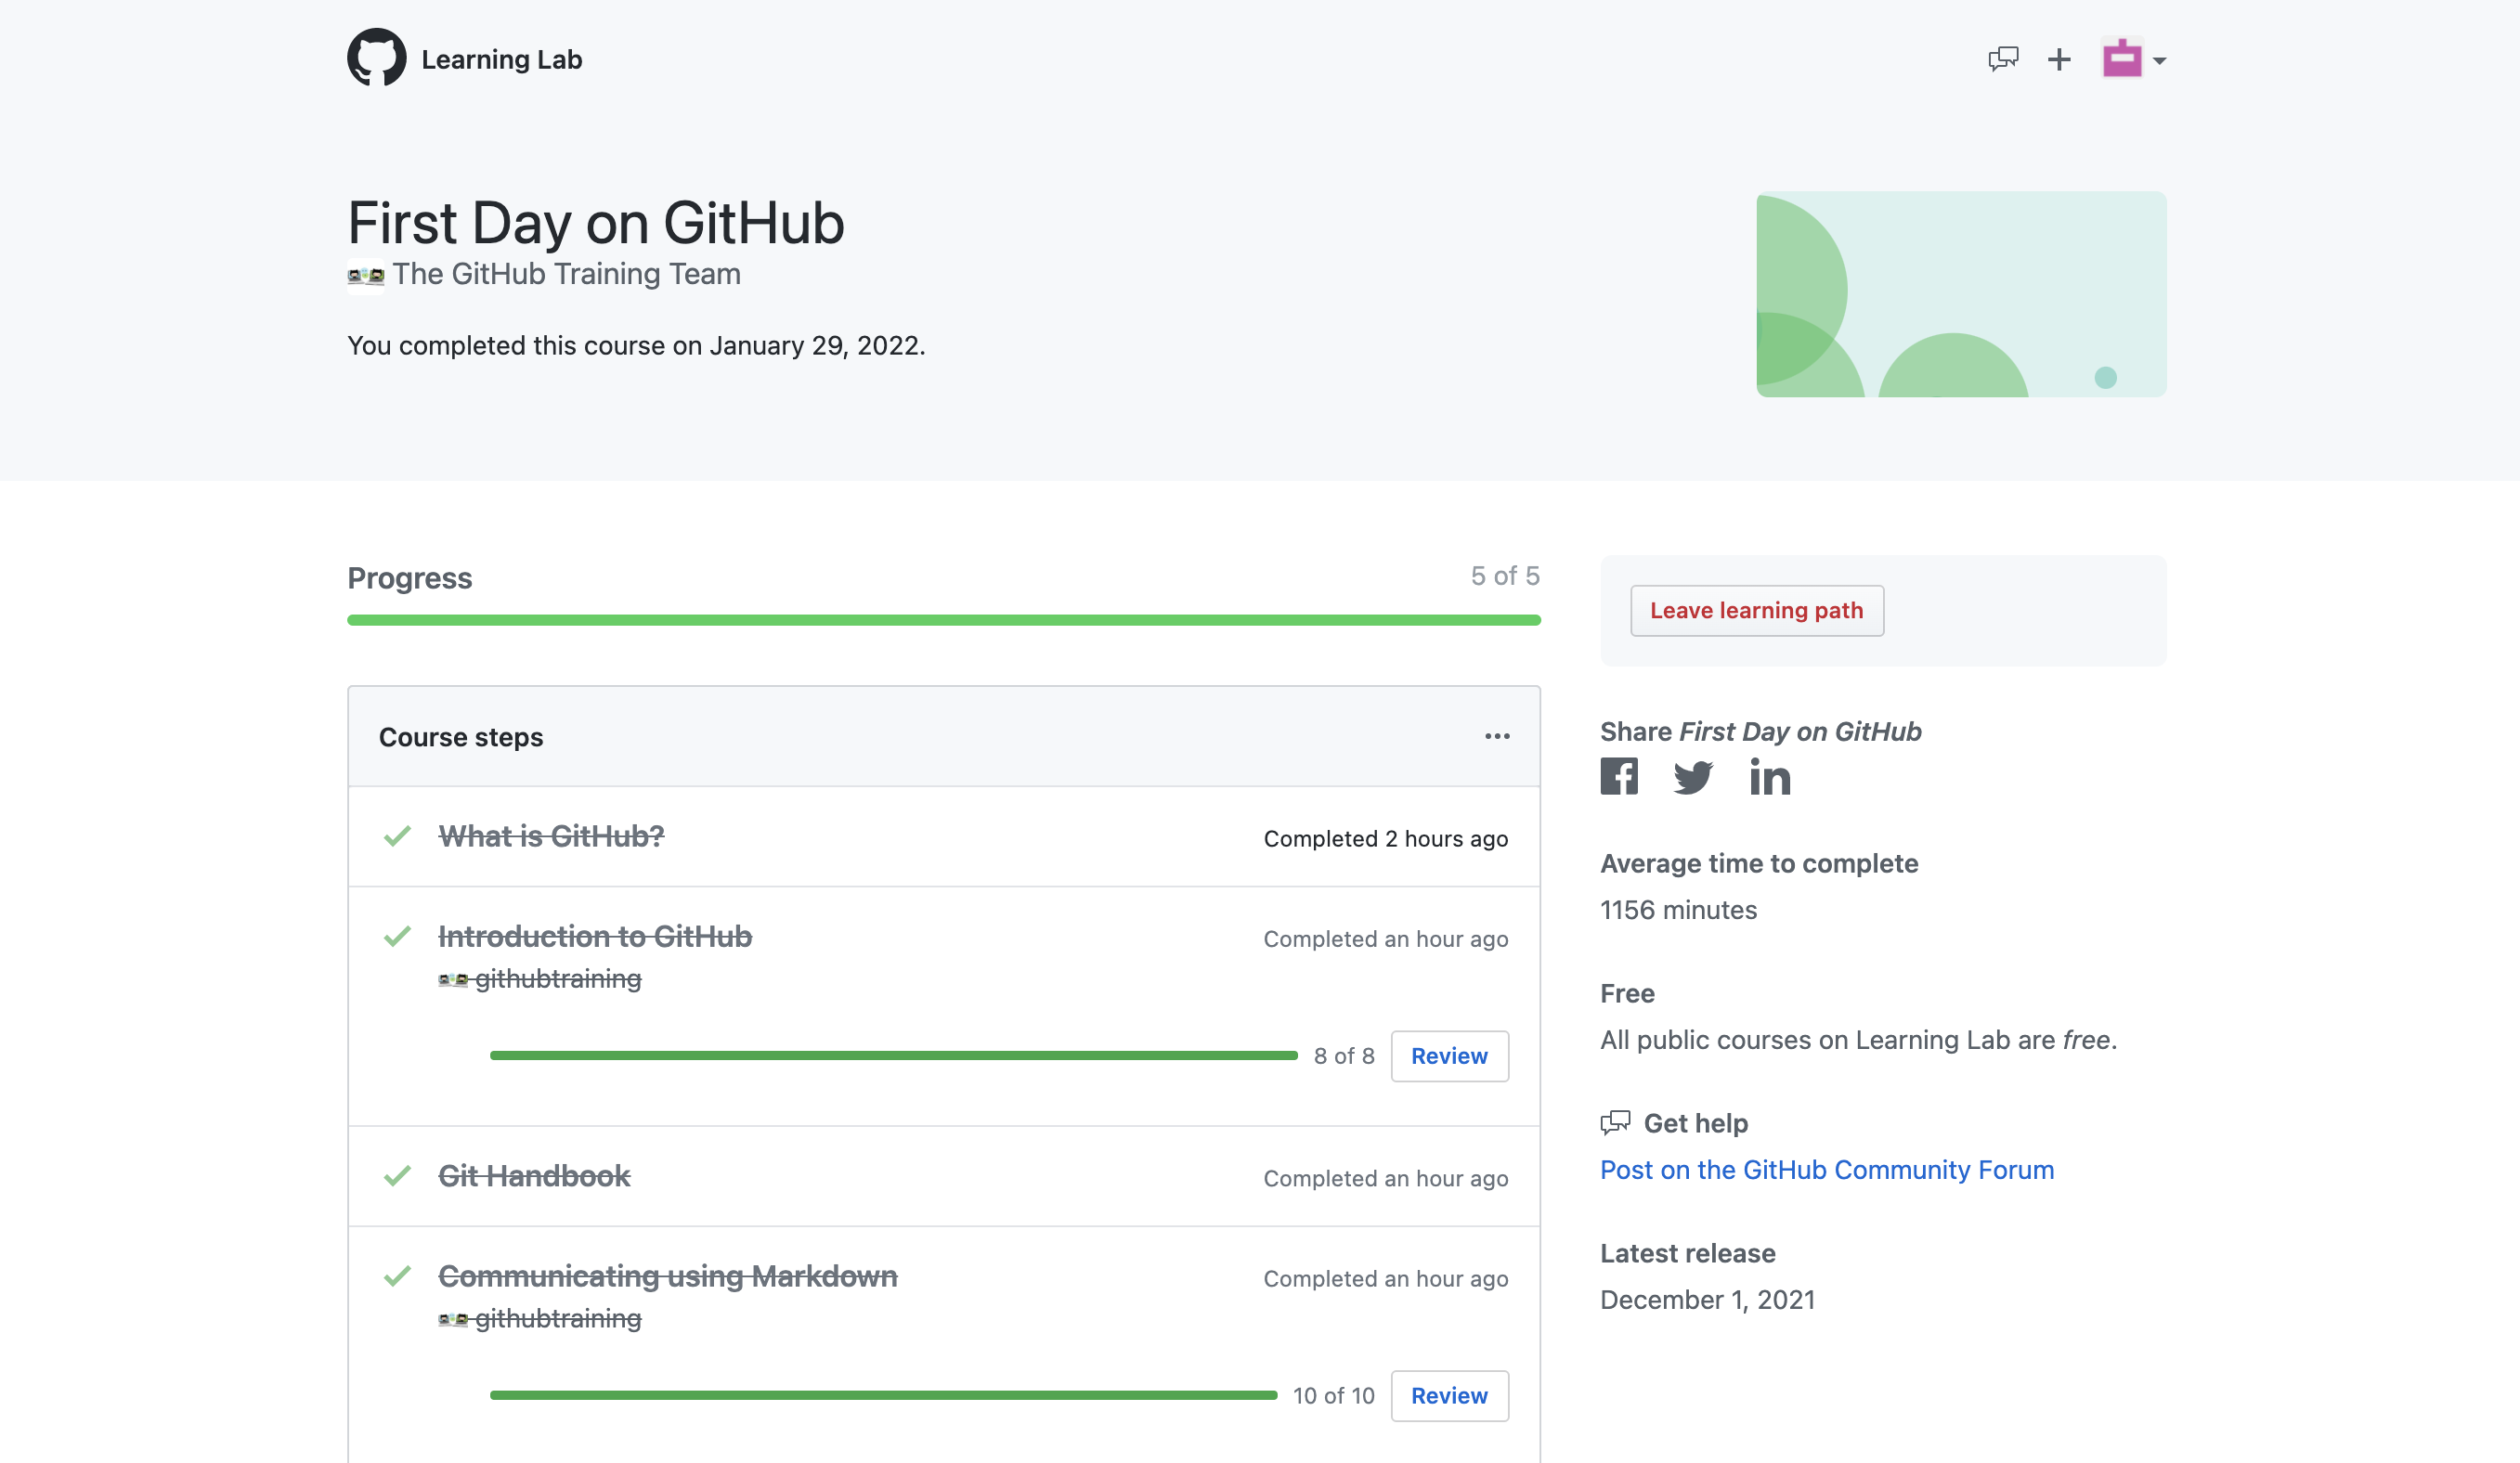 Learning Lab
First Day on GitHub
The GitHub Training Team
You completed this course on January 29, 2022.
Progress
5 of 5
Course steps
What is GitHub?
Completed 2 hours ago
Introduction to GitHub
Completed an hour ago
githubtraining
8 of 8
Review
Git Handbook
Completed an hour ago
Communicating using Markdown
Completed an hour ago
githubtraining
10 of 10
Review
Leave learning path
Share First Day on GitHub
Average time to complete
1156 minutes
Free
All public courses on Learning Lab are free.
Get help
Post on the GitHub Community Forum
Latest release
December 1, 2021